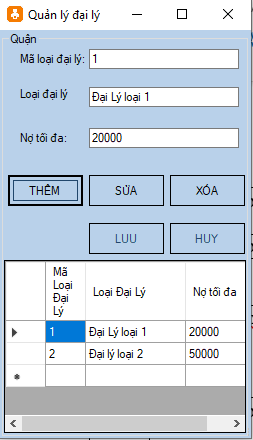 Quản lý đại lý
Quận
Mã loại đại lý: 1
Loại đại lý Đại Lý loại 1
Nợ tối đa: 20000
THÊM SỬA XÓA
LUU HUY
Mã Loại Đại Lý Loại Đại Lý Nợ tối đa
1 Đại Lý loại 1 20000
2 Đại lý loại 2 50000